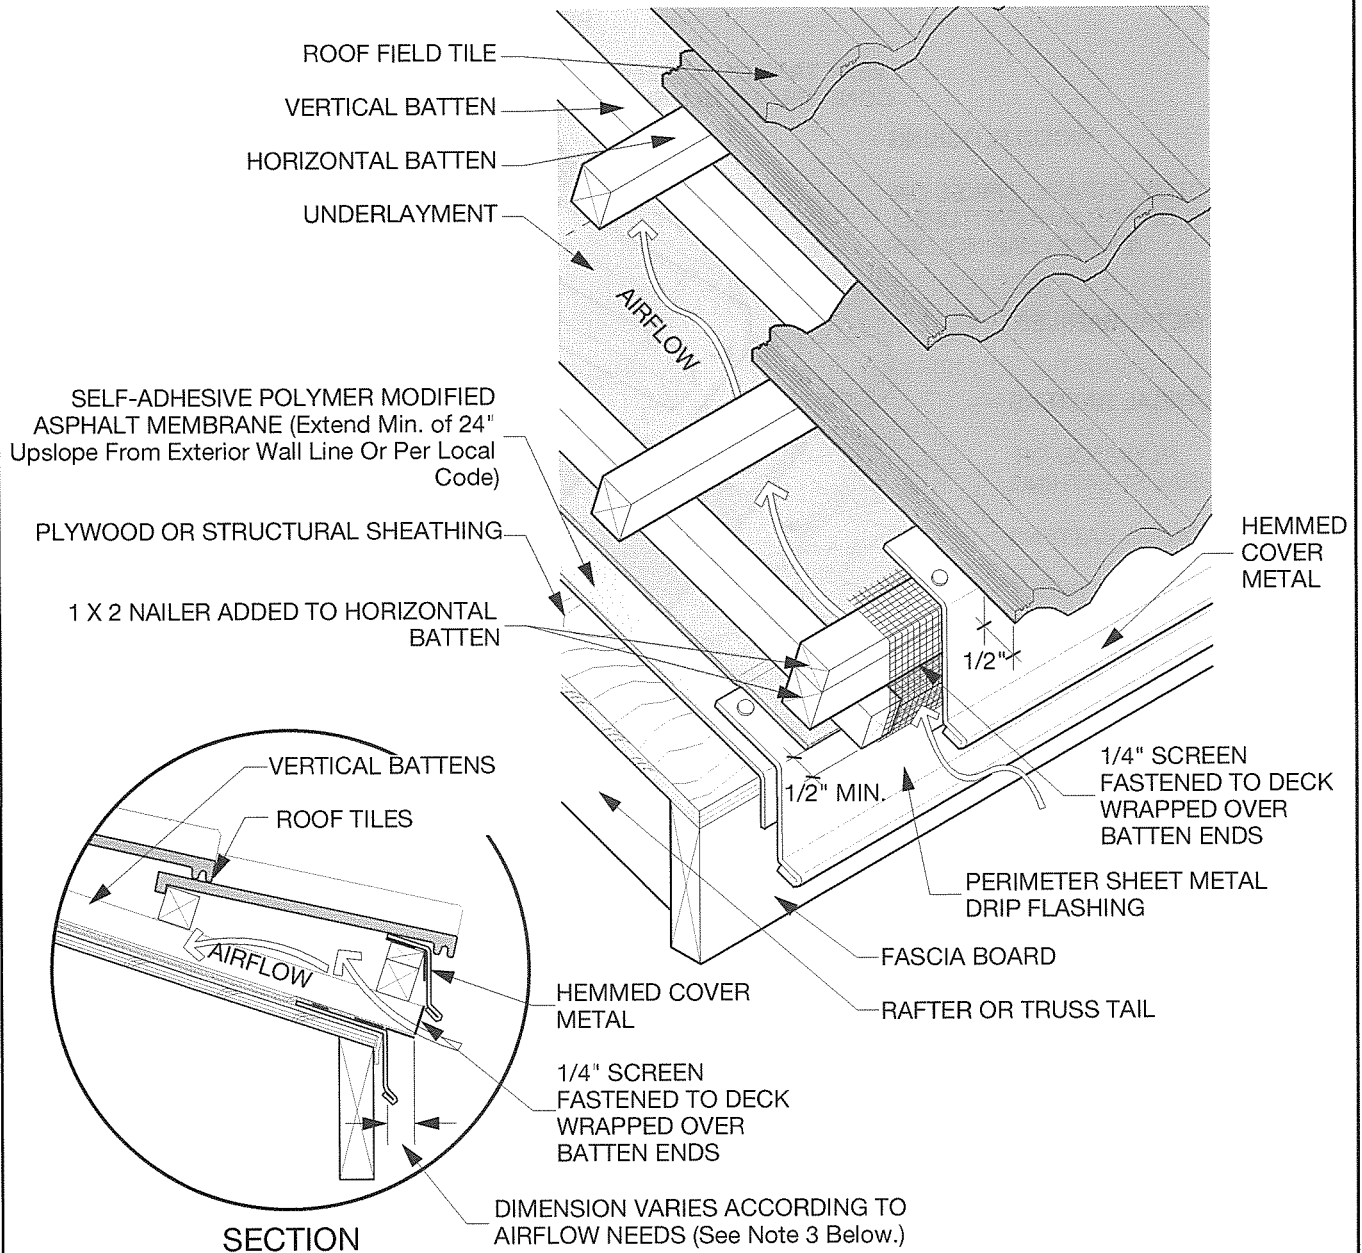 ROOF FIELD TILE
VERTICAL BATTEN
HORIZONTAL BATTEN
UNDERLAYMENT
AIRFLOW
SELF-ADHESIVE POLYMER MODIFIED
ASPHALT MEMBRANE (Extend Min. of 24"
Upslope From Exterior Wall Line Or Per Local
Code)
PLYWOOD OR STRUCTURAL SHEATHING
1 X 2 NAILER ADDED TO HORIZONTAL
BATTEN
HEMMED
COVER
METAL
1/2"
1/2" MIN.
1/4" SCREEN
FASTENED TO DECK
WRAPPED OVER
BATTEN ENDS
PERIMETER SHEET METAL
DRIP FLASHING
FASCIA BOARD
RAFTER OR TRUSS TAIL
VERTICAL BATTENS
ROOF TILES
AIRFLOW
HEMMED COVER
METAL
1/4" SCREEN
FASTENED TO DECK
WRAPPED OVER
BATTEN ENDS
DIMENSION VARIES ACCORDING TO
AIRFLOW NEEDS (See Note 3 Below.)
SECTION